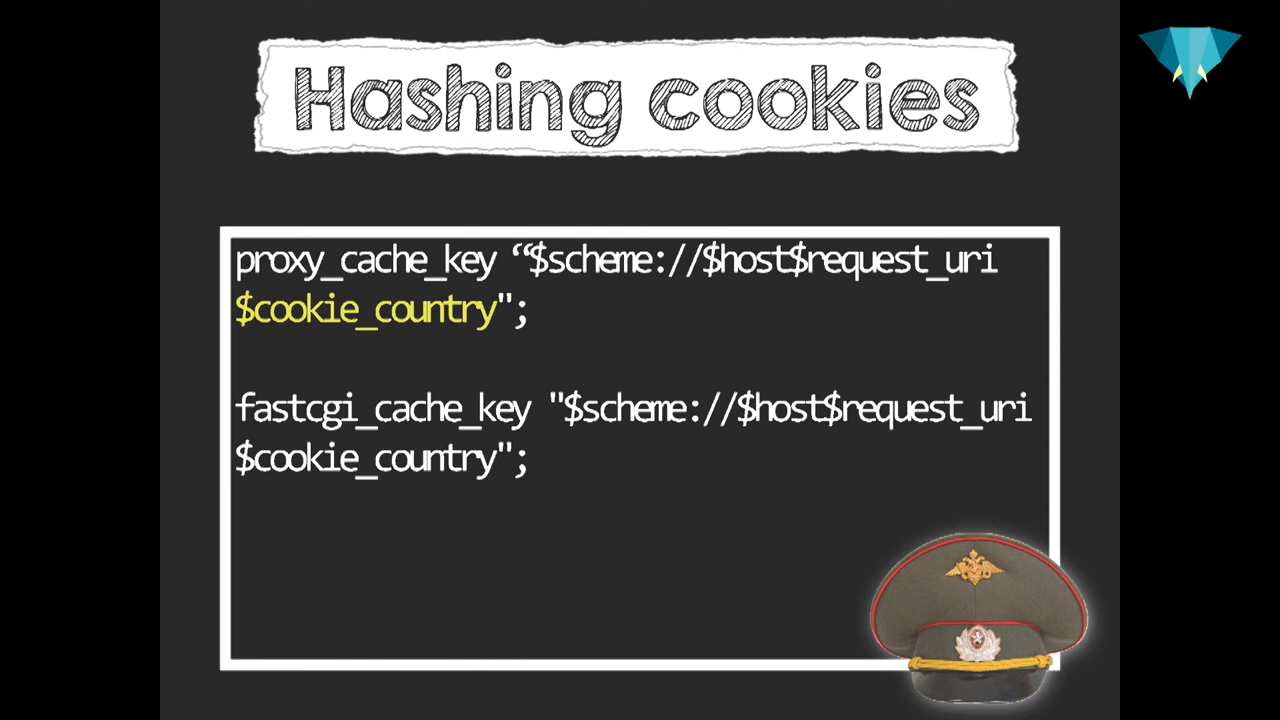 Hashing cookies
proxy_cache_key “$scheme://$host$request_uri
$cookie_country";
fastcgi_cache_key "$scheme://$host$request_uri
$cookie_country";